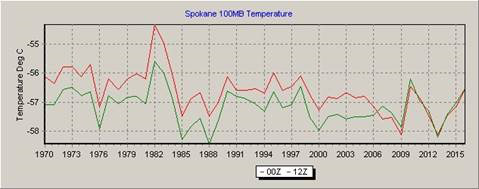 Spokane 100MB Temperature
Temperature Deg C
-55
-56
-57
-58
1970 1973 1976 1979 1982 1985 1988 1991 1994 1997 2000 2003 2006 2009 2012 2015
00Z 12Z